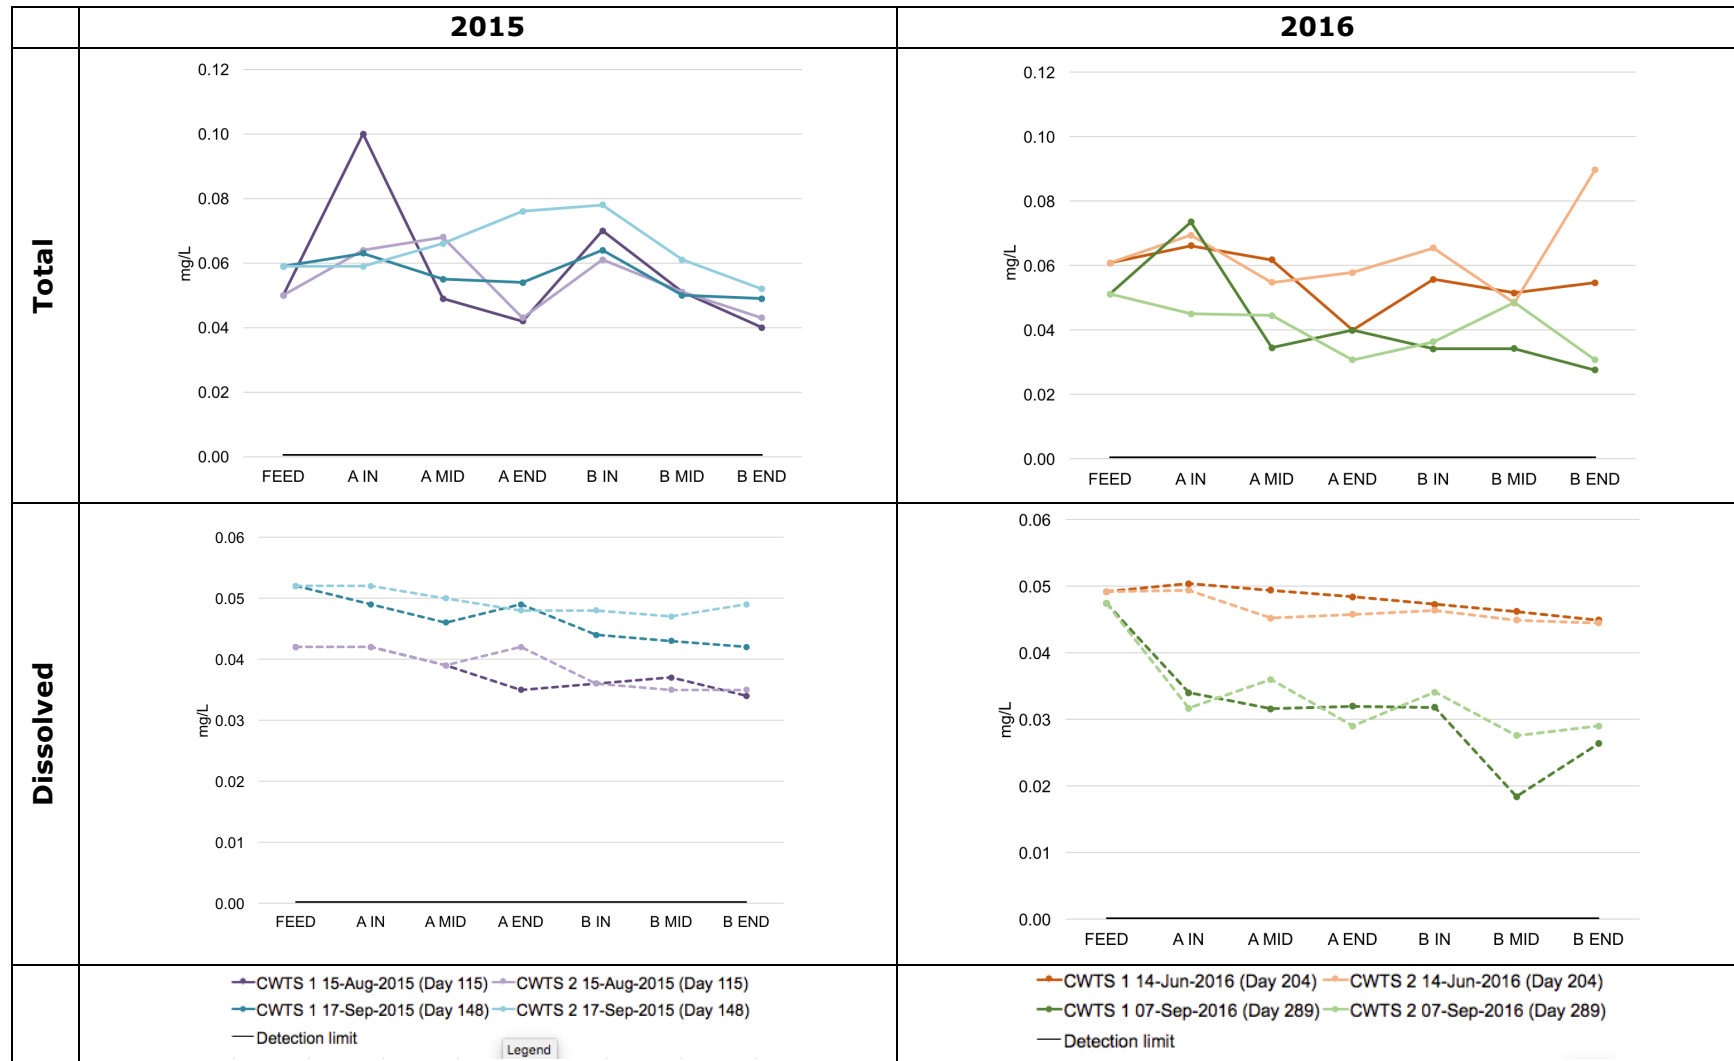 2015
2016
Total
0.12
0.10
0.08
0.06
0.04
0.02
0.00
mg/L
FEED A IN A MID A END B IN B MID B END
0.12
0.10
0.08
0.06
0.04
0.02
0.00
mg/L
FEED A IN A MID A END B IN B MID B END
Dissolved
0.06
0.05
0.04
0.03
0.02
0.01
0.00
mg/L
FEED A IN A MID A END B IN B MID B END
0.06
0.05
0.04
0.03
0.02
0.01
0.00
mg/L
FEED A IN A MID A END B IN B MID B END
CWTS 1 15-Aug-2015 (Day 115) CWTS 2 15-Aug-2015 (Day 115)
CWTS 1 17-Sep-2015 (Day 148) CWTS 2 17-Sep-2015 (Day 148)
Detection limit
Legend
CWTS 1 14-Jun-2016 (Day 204) CWTS 2 14-Jun-2016 (Day 204)
CWTS 1 07-Sep-2016 (Day 289) CWTS 2 07-Sep-2016 (Day 289)
Detection limit